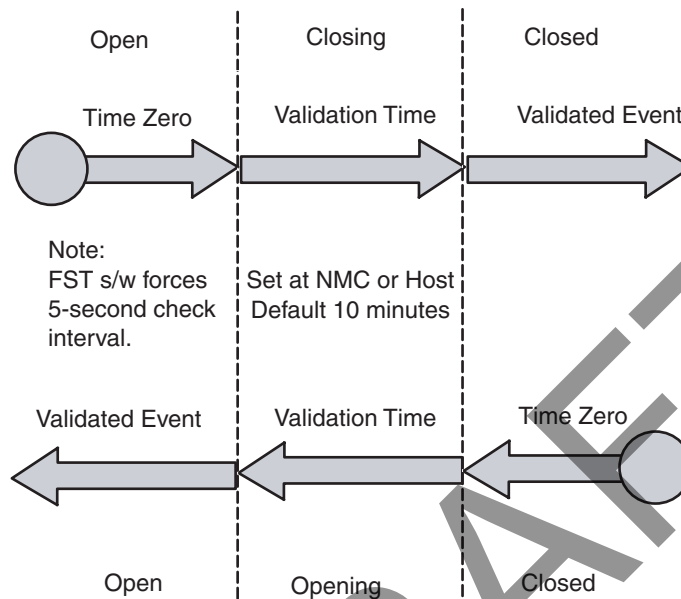 Open Closing Closed
Time Zero Validation Time Validated Event
Note:
FST s/w forces
5-second check
interval.
Set at NMC or Host
Default 10 minutes
Validated Event Validation Time Time Zero
Open Opening Closed